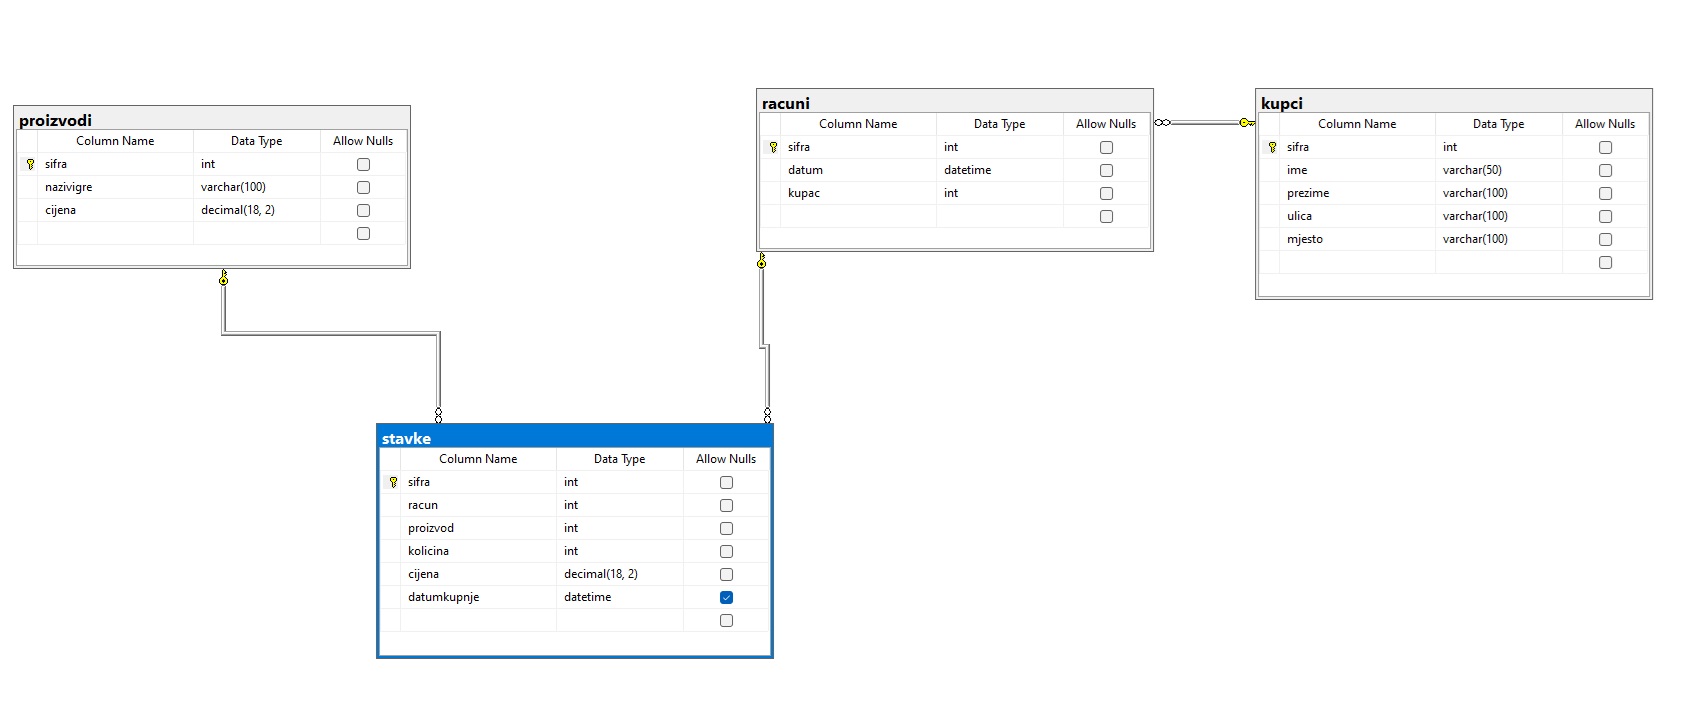 proizvodi
Column Name Data Type Allow Nulls
sifra int
nazivigre varchar(100)
cijena decimal(18, 2)
racuni
Column Name Data Type Allow Nulls
sifra int
datum datetime
kupac int
kupci
Column Name Data Type Allow Nulls
sifra int
ime varchar(50)
prezime varchar(100)
ulica varchar(100)
mjesto varchar(100)
stavke
Column Name Data Type Allow Nulls
sifra int
racun int
proizvod int
kolicina int
cijena decimal(18, 2)
datumkupnje datetime